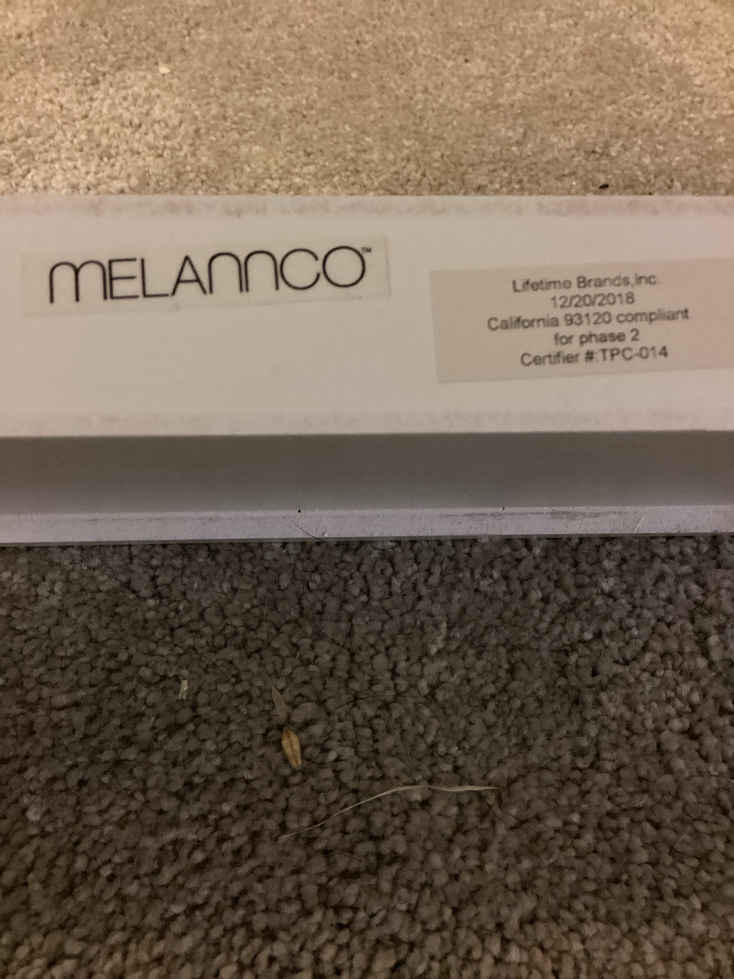 MELANNCO™
Lifetime Brands,Inc.
12/20/2018
California 93120 compliant
for phase 2
Certifier #:TPC-014